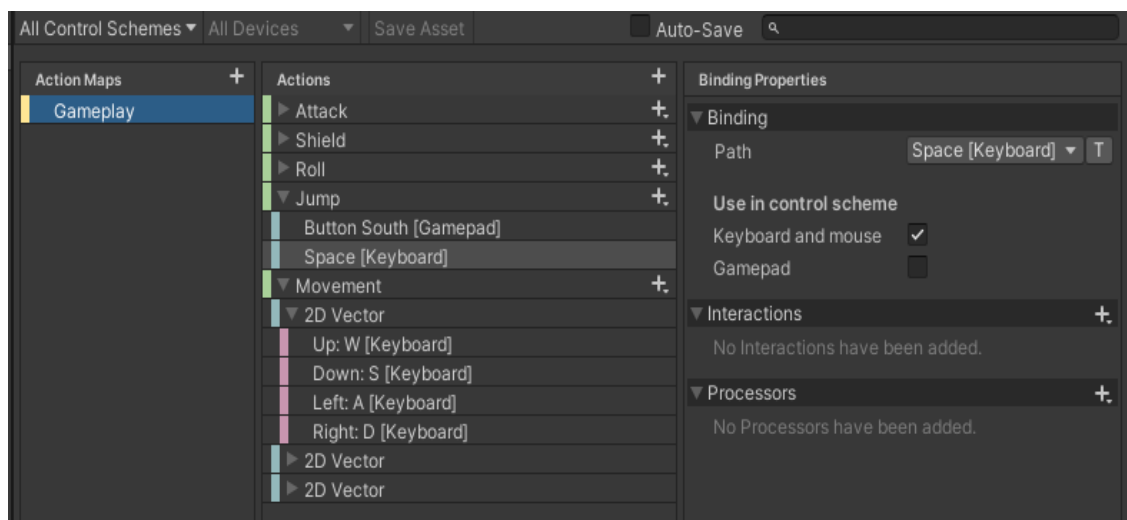 All Control Schemes All Devices Save Asset Auto-Save
Action Maps
Gameplay
Actions
Attack
Shield
Roll
Jump
Button South [Gamepad]
Space [Keyboard]
Movement
2D Vector
Up: W [Keyboard]
Down: S [Keyboard]
Left: A [Keyboard]
Right: D [Keyboard]
2D Vector
2D Vector
Binding Properties
Binding
Path Space [Keyboard] T
Use in control scheme
Keyboard and mouse
Gamepad
Interactions
No Interactions have been added.
Processors
No Processors have been added.